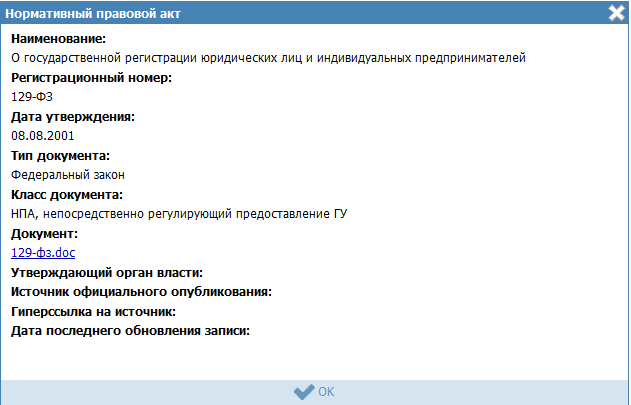 Нормативный правовой акт
Наименование:
О государственной регистрации юридических лиц и индивидуальных предпринимателей
Регистрационный номер:
129-ФЗ
Дата утверждения:
08.08.2001
Тип документа:
Федеральный закон
Класс документа:
НПА, непосредственно регулирующий предоставление ГУ
Документ:
129-фз.doc
Утверждающий орган власти:
Источник официального опубликования:
Гиперссылка на источник:
Дата последнего обновления записи:
OK